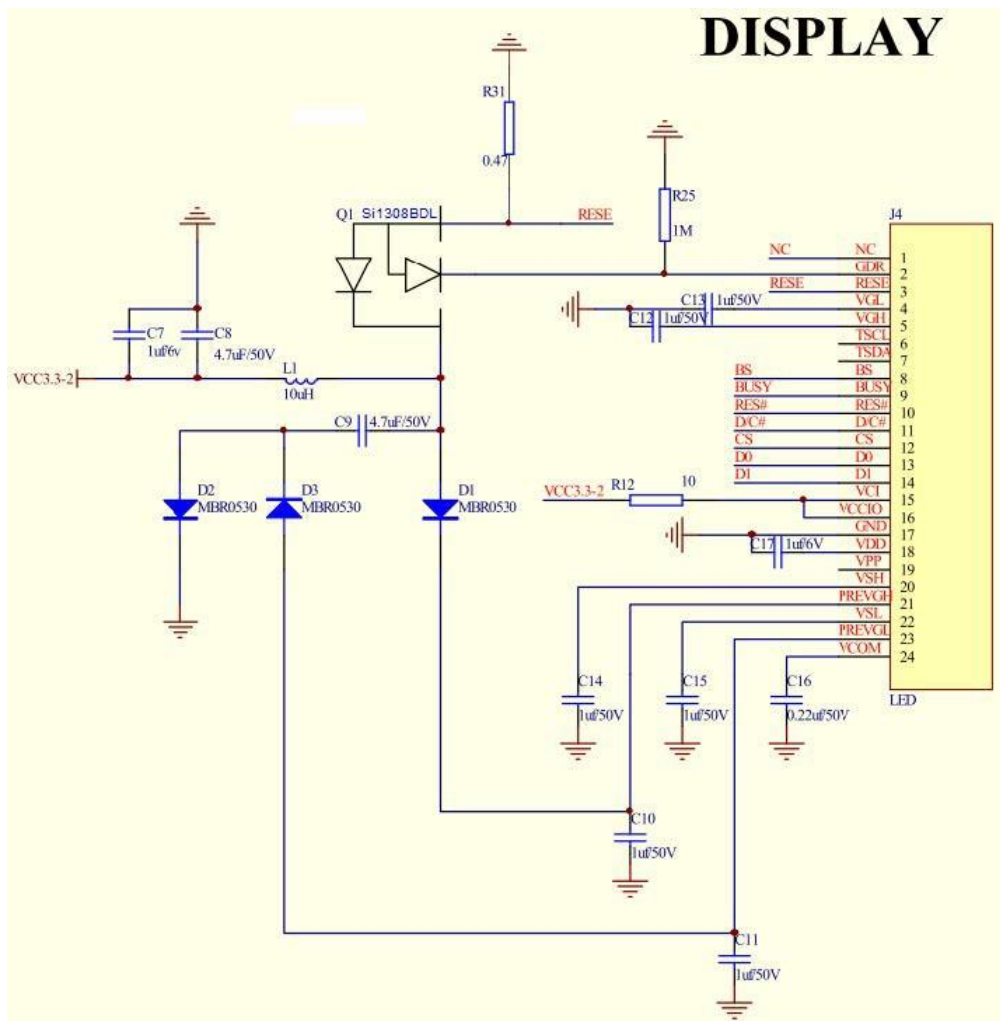 DISPLAY
R31
0.47
R25
1M
Q1 Si1308BDL
RESE
J4
NC NC 1
GDR 2
RESE RESE 3
C13 1uf/50V VGL 4
C12 1uf/50V VGH 5
TSCL 6
TSDA 7
BS BS 8
BUSY BUSY 9
RES# RES# 10
D/C# D/C# 11
CS CS 12
D0 D0 13
D1 D1 14
VCC3.3-2 R12 10 VCI 15
VCCIO 16
GND 17
C17 1uf/6V VDD 18
VPP 19
VSH 20
PREVGH 21
VSL 22
PREVGL 23
VCOM 24
LED
C7
1uf/6v
C8
4.7uF/50V
VCC3.3-2
L1
10uH
C9 4.7uF/50V
D2
MBR0530
D3
MBR0530
D1
MBR0530
C14
1uf/50V
C15
1uf/50V
C16
0.22uf/50V
C10
1uf/50V
C11
1uf/50V